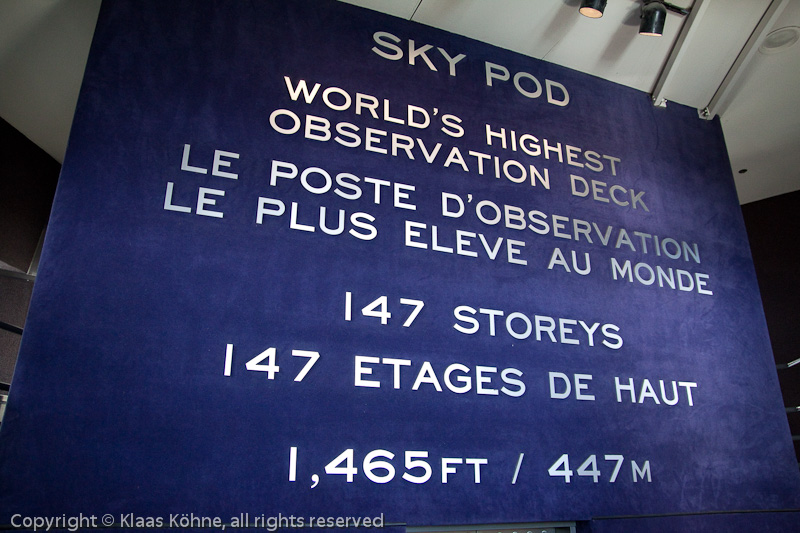 SKY POD
WORLD'S HIGHEST
OBSERVATION DECK
LE POSTE D'OBSERVATION
LE PLUS ELEVE AU MONDE
147 STOREYS
147 ETAGES DE HAUT
1,465FT / 447M
Copyright © Klaas Köhne, all rights reserved